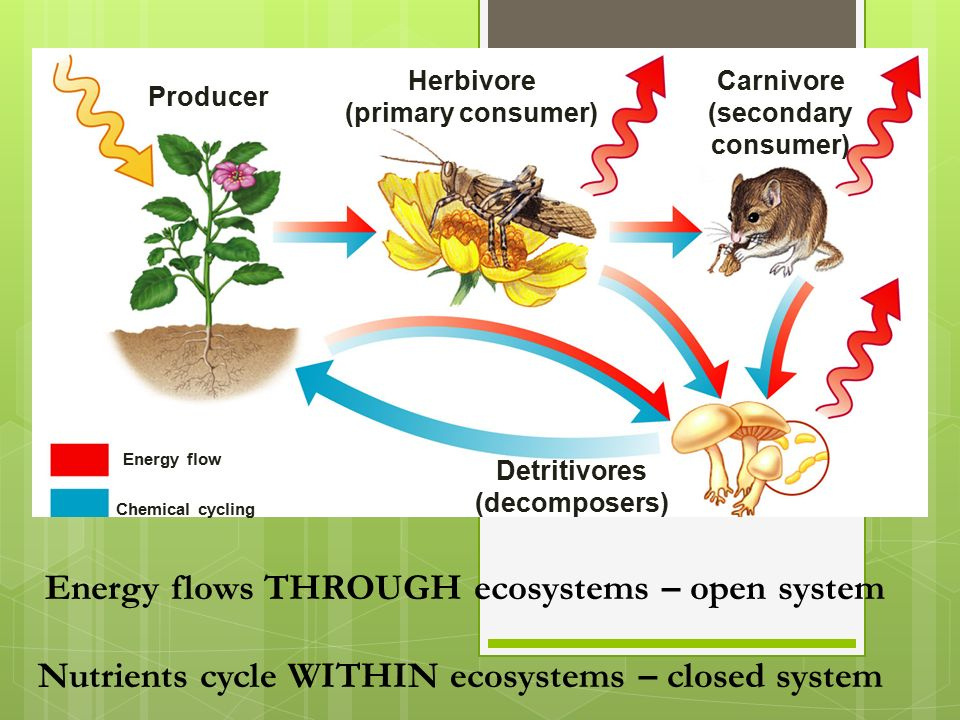 Producer
Herbivore
(primary consumer)
Carnivore
(secondary
consumer)
Energy flow
Chemical cycling
Detritivores
(decomposers)
Energy flows THROUGH ecosystems – open system
Nutrients cycle WITHIN ecosystems – closed system